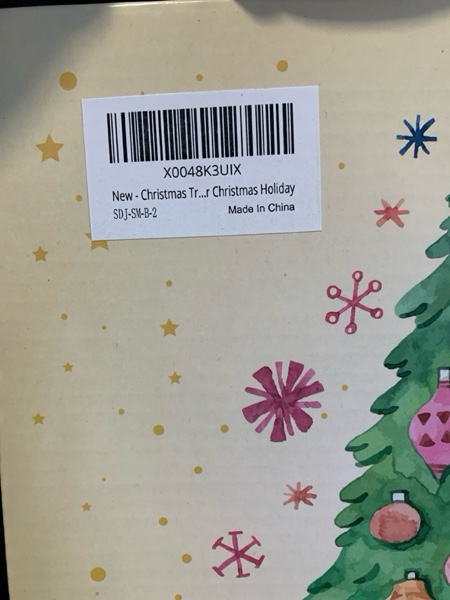 X0048K3UIX
New - Christmas Tr...r Christmas Holiday
SDJ-SM-B-2 Made In China